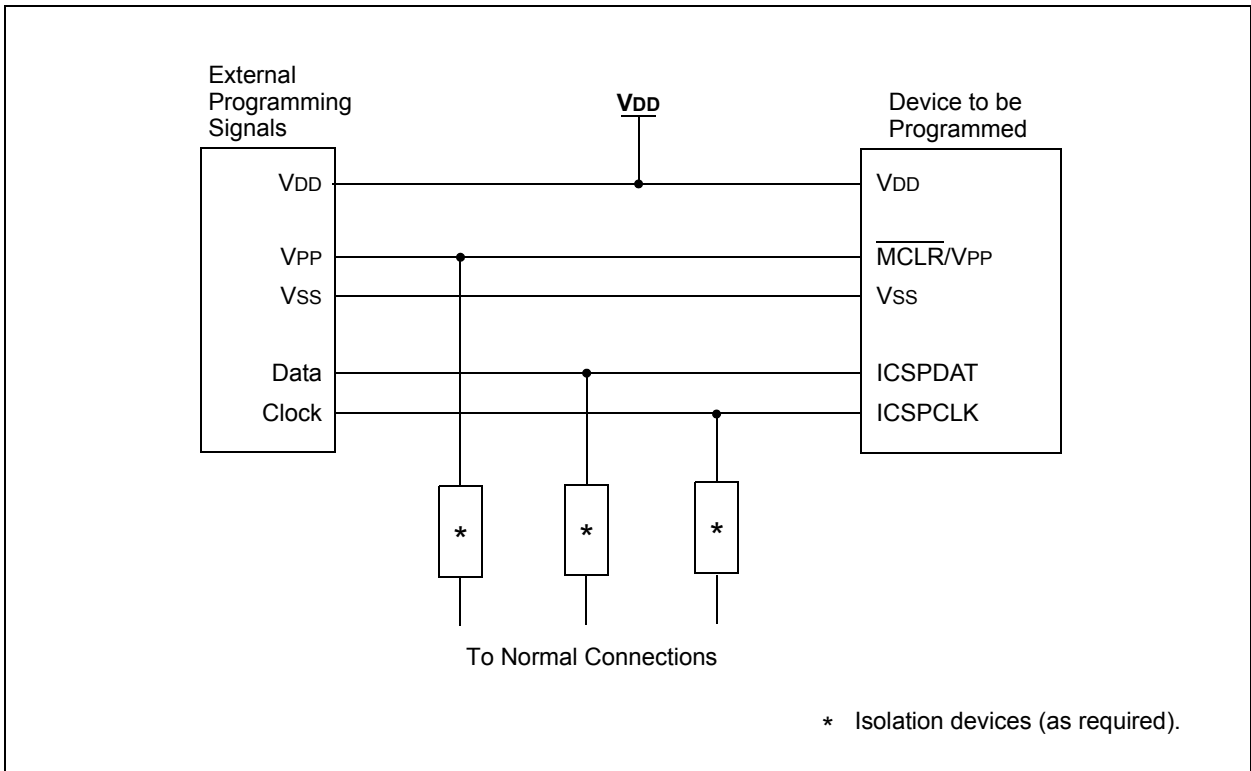 External
Programming
Signals
VDD
Device to be
Programmed
VDD
VDD
VPP
MCLR/VPP
VSS
VSS
Data
ICSPDAT
Clock
ICSPCLK
*
*
*
To Normal Connections
* Isolation devices (as required).